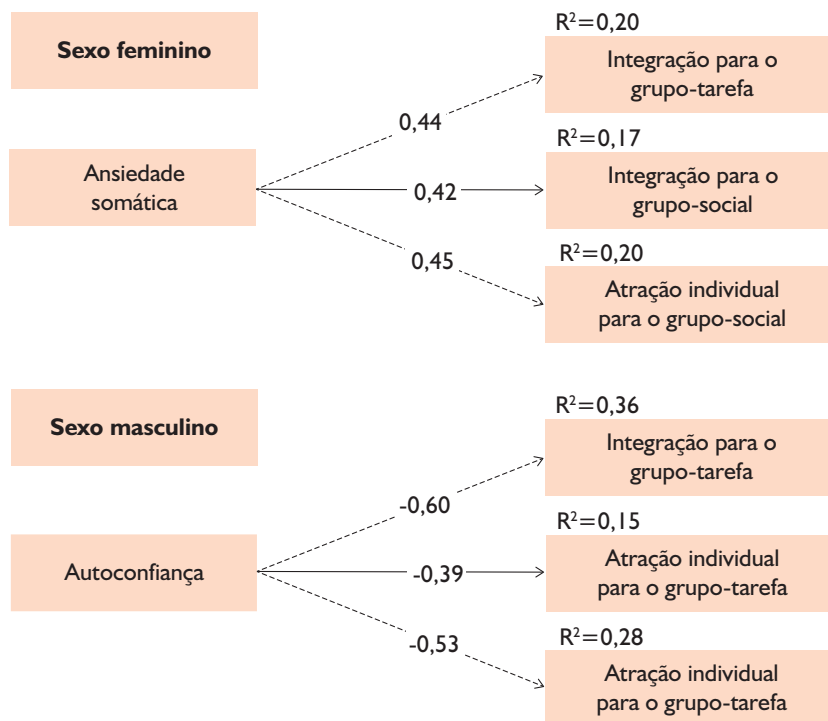 Sexo feminino
Ansiedade
somática
0,44
0,42
0,45
R²=0,20
Integração para o
grupo-tarefa
R²=0,17
Integração para o
grupo-social
R²=0,20
Atração individual
para o grupo-social
Sexo masculino
Autoconfiança
-0,60
-0,39
-0,53
R²=0,36
Integração para o
grupo-tarefa
R²=0,15
Atração individual
para o grupo-tarefa
R²=0,28
Atração individual
para o grupo-tarefa